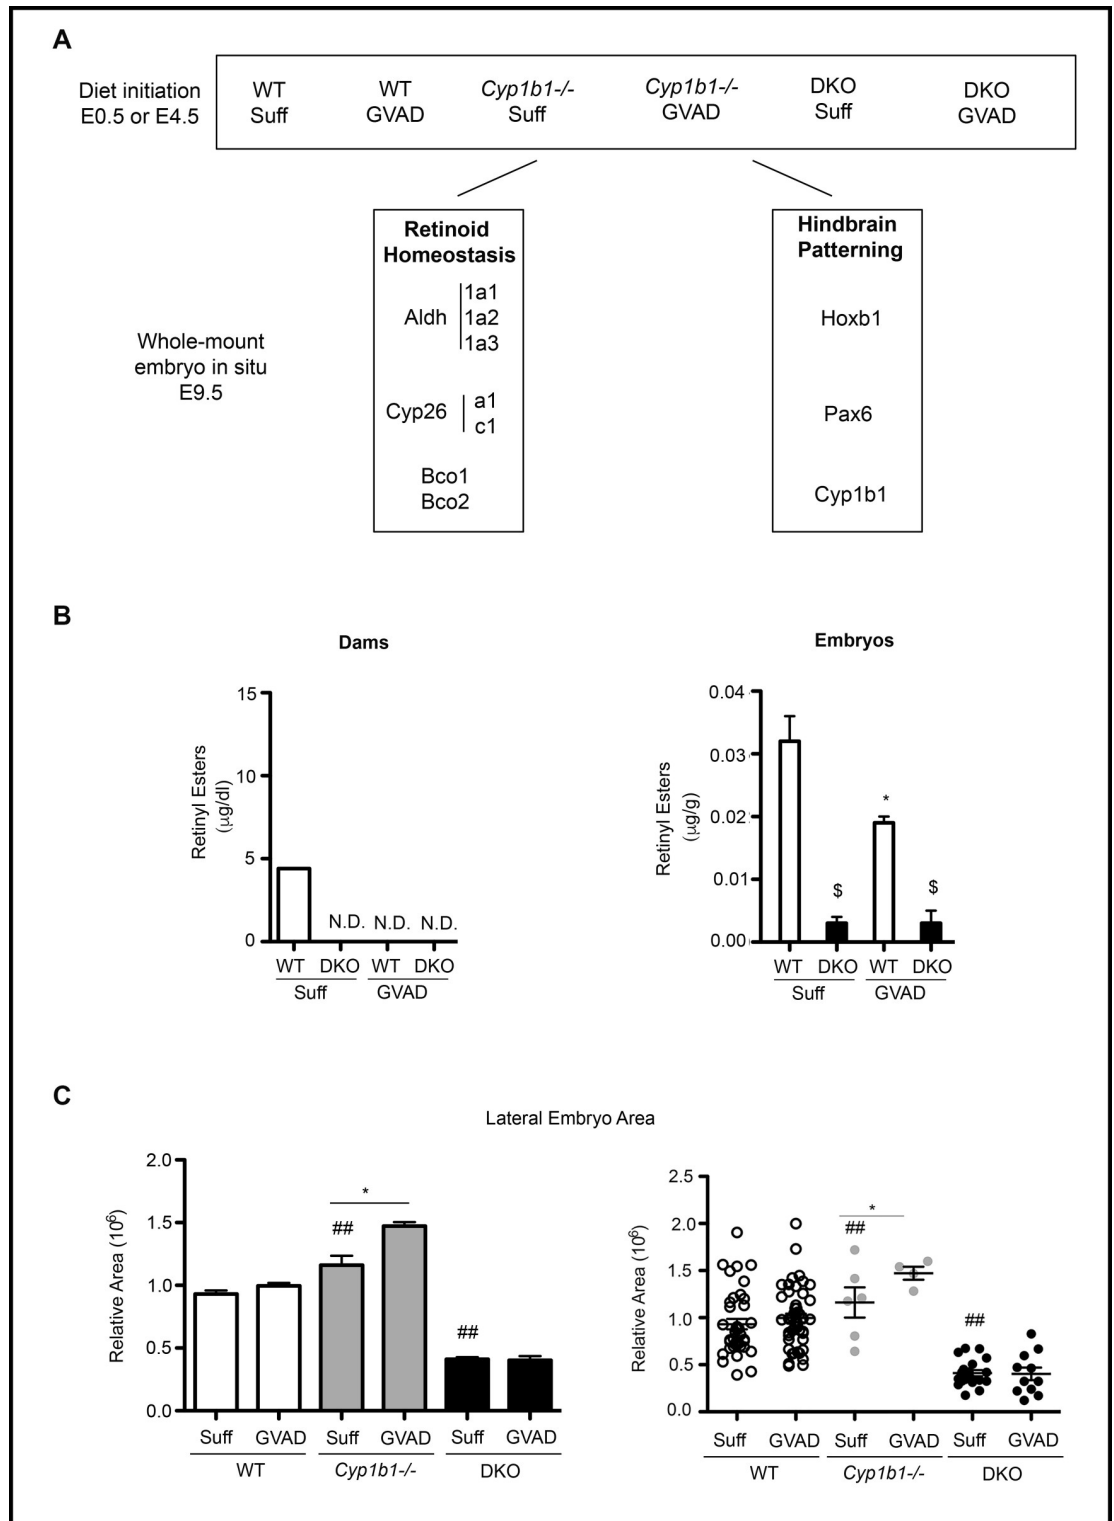 A
Diet initiation
E0.5 or E4.5
WT
Suff
WT
GVAD
Cyp1b1-/-
Suff
Cyp1b1-/-
GVAD
DKO
Suff
DKO
GVAD
Whole-mount
embryo in situ
E9.5
Retinoid
Homeostasis
Aldh
1a1
1a2
1a3
Cyp26
a1
c1
Bco1
Bco2
Hindbrain
Patterning
Hoxb1
Pax6
Cyp1b1
B
Dams
Retinyl Esters
(µg/dl)
15
10
5
0
N.D. N.D. N.D.
WT DKO WT DKO
Suff GVAD
Embryos
Retinyl Esters
(µg/g)
0.04
0.03
0.02
0.01
0.00
*
$ $
WT DKO WT DKO
Suff GVAD
C
Lateral Embryo Area
Relative Area (10⁶)
2.0
1.5
1.0
0.5
0.0
*
##
##
Suff GVAD Suff GVAD Suff GVAD
WT Cyp1b1-/- DKO
Relative Area (10⁶)
2.5
2.0
1.5
1.0
0.5
0.0
*
##
##
Suff GVAD Suff GVAD Suff GVAD
WT Cyp1b1-/- DKO